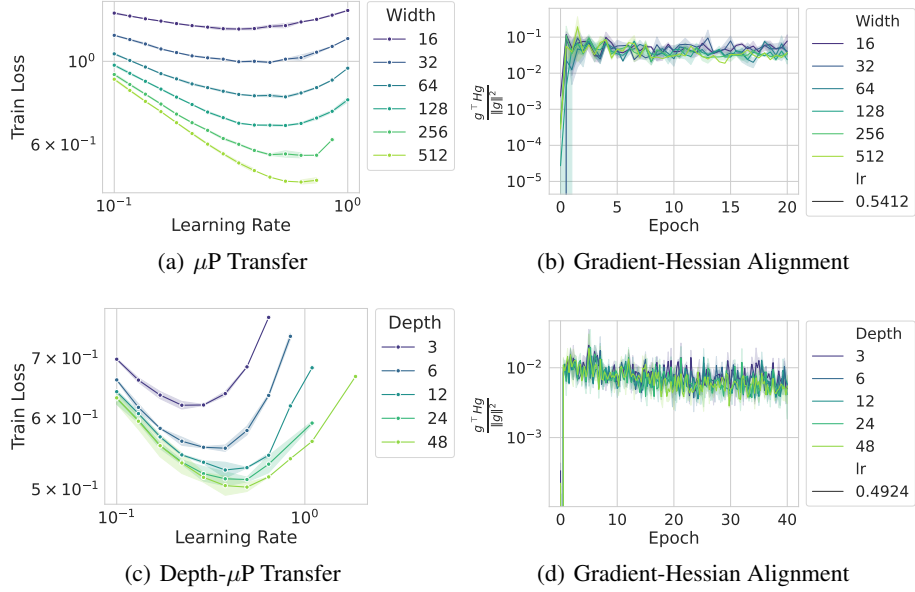 Train Loss
10^0
6 × 10^{-1}
10^{-1}
10^0
Learning Rate
Width
16
32
64
128
256
512
(a) μP Transfer
g^⊤ Hg / ‖g‖^2
10^{-1}
10^{-2}
10^{-3}
10^{-4}
10^{-5}
0 5 10 15 20
Epoch
Width
16
32
64
128
256
512
lr
0.5412
(b) Gradient-Hessian Alignment
Train Loss
7 × 10^{-1}
6 × 10^{-1}
5 × 10^{-1}
10^{-1}
10^0
Learning Rate
Depth
3
6
12
24
48
(c) Depth-μP Transfer
g^⊤ Hg / ‖g‖^2
10^{-2}
10^{-3}
0 10 20 30 40
Epoch
Depth
3
6
12
24
48
lr
0.4924
(d) Gradient-Hessian Alignment